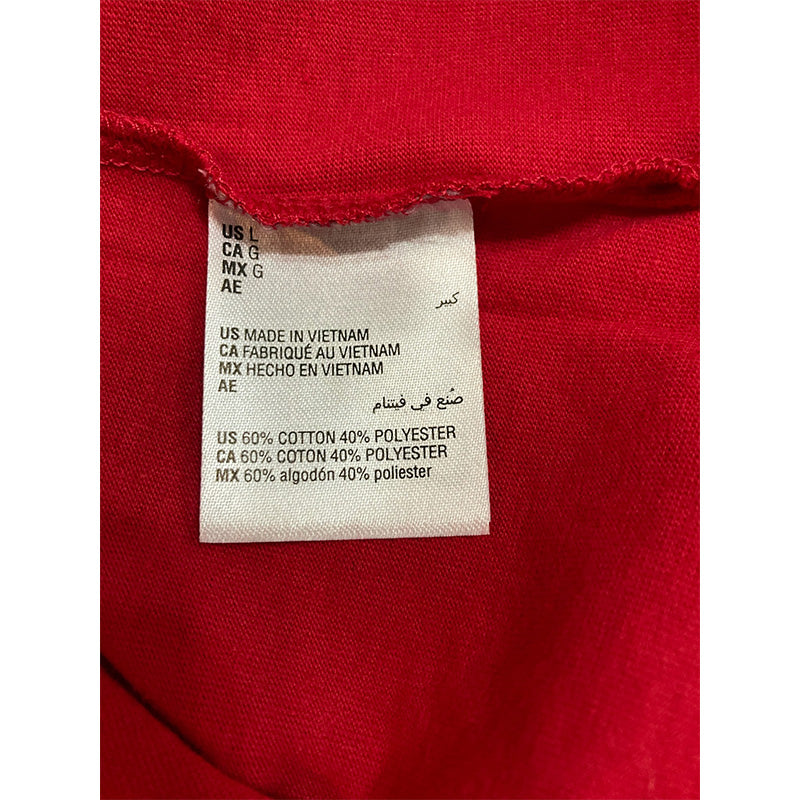 US L
CA G
MX G
AE
كبير
US MADE IN VIETNAM
CA FABRIQUÉ AU VIETNAM
MX HECHO EN VIETNAM
AE
صُنع في فيتنام
US 60% COTTON 40% POLYESTER
CA 60% COTON 40% POLYESTER
MX 60% algodón 40% poliester